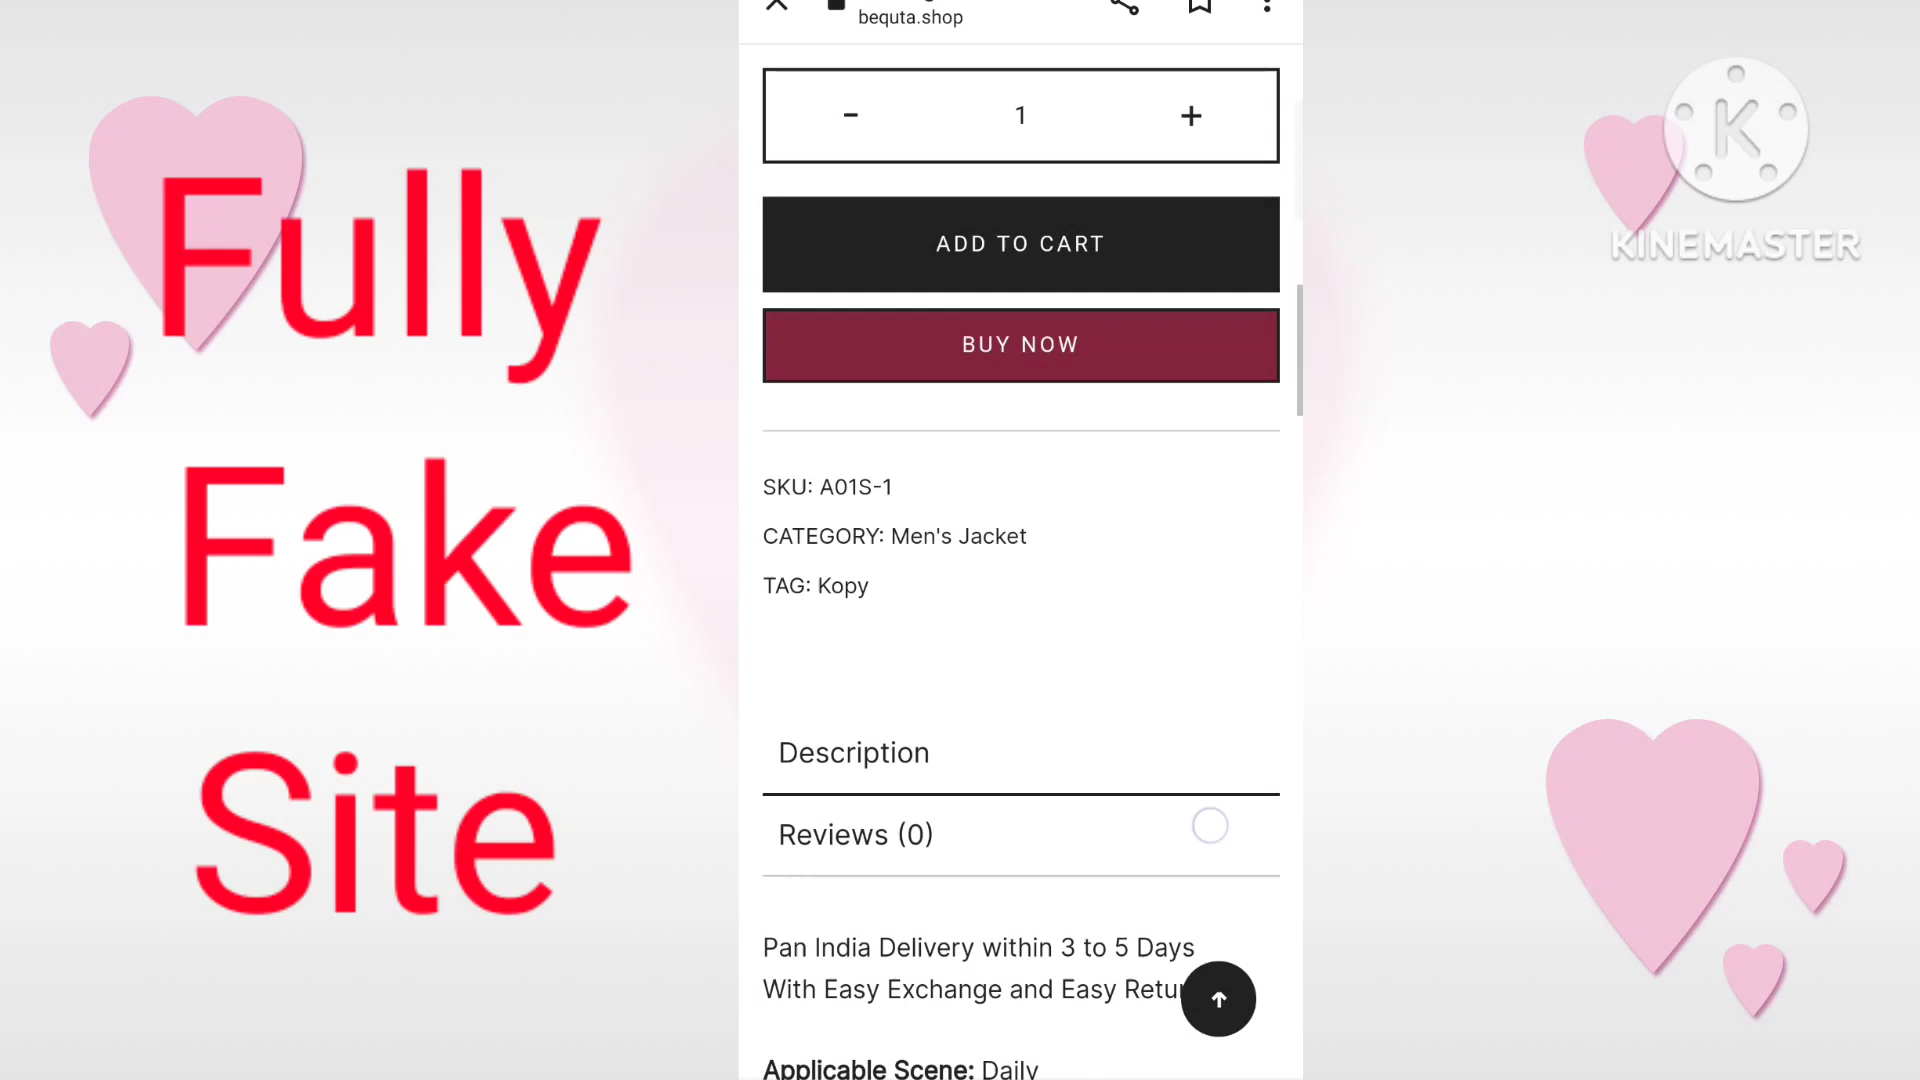 bequta.shop
- 1 +
ADD TO CART
BUY NOW
SKU: A01S-1
CATEGORY: Men's Jacket
TAG: Kopy
Description
Reviews (0)
Pan India Delivery within 3 to 5 Days
With Easy Exchange and Easy
Applicable Scene: Daily
Fully
Fake
Site
K
KINEMASTER